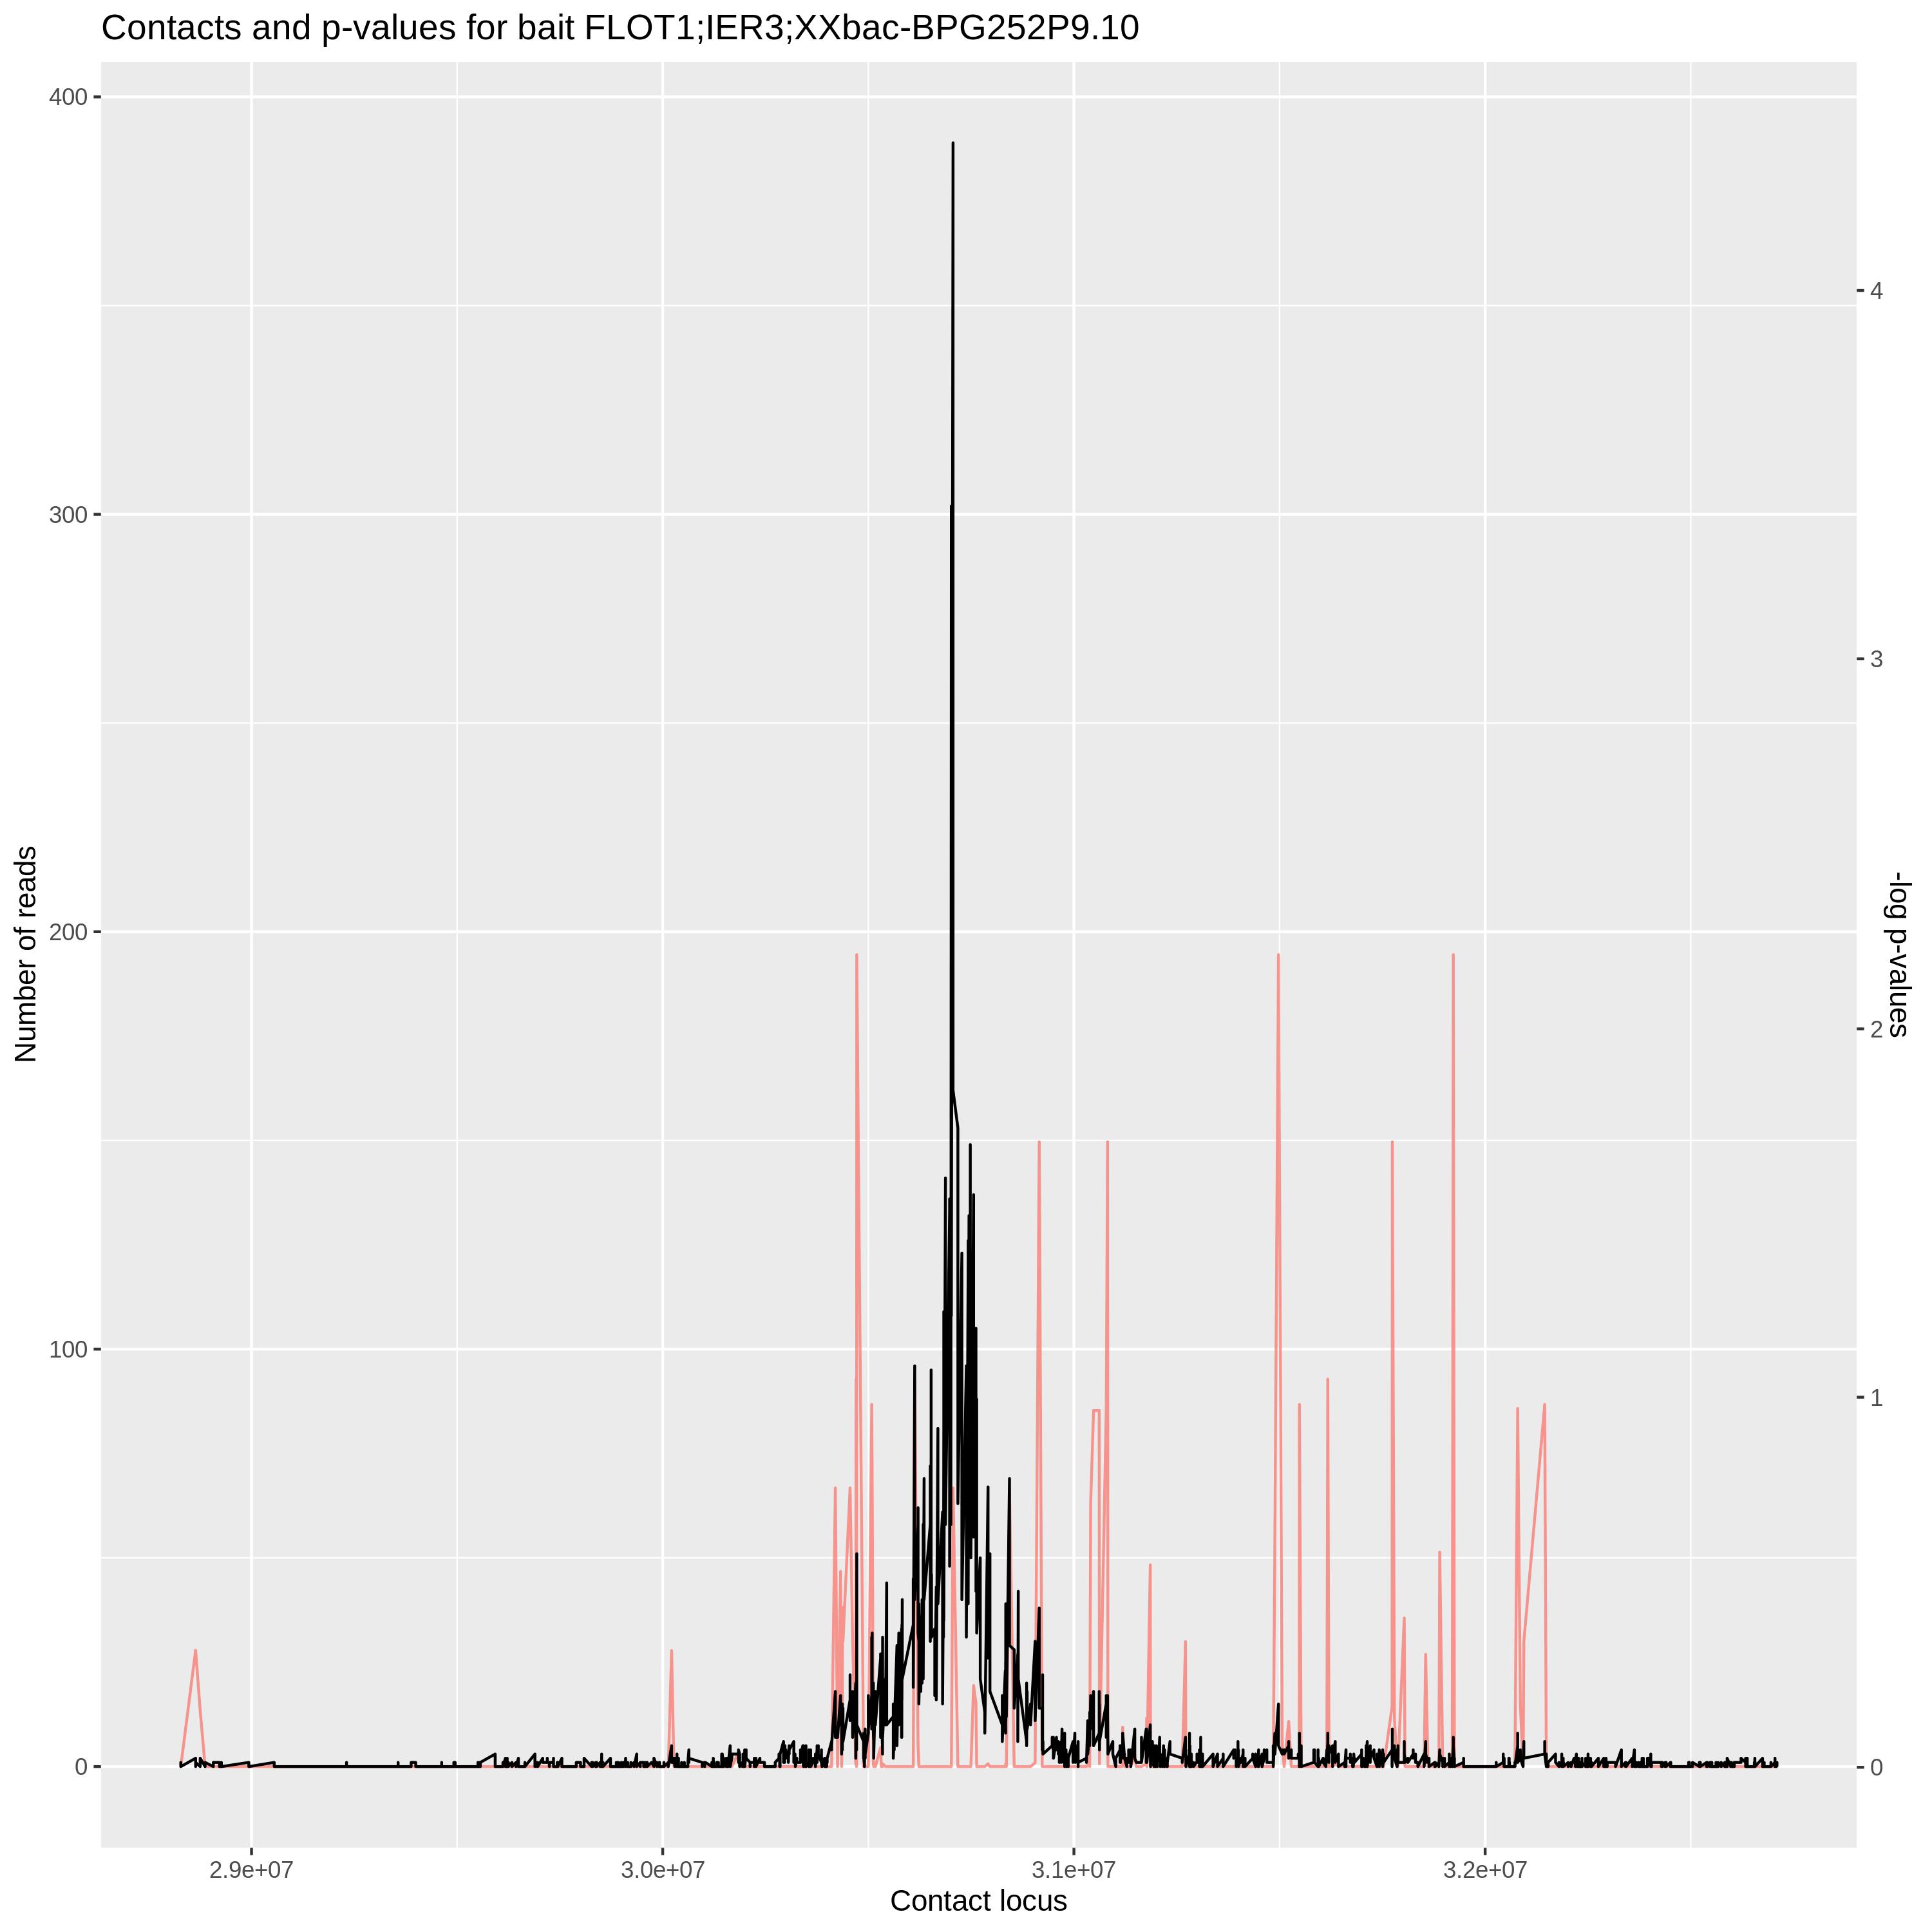 Contacts and p-values for bait FLOT1;IER3;XXbac-BPG252P9.10
400
300
200
100
0
Number of reads
4
3
2
1
0
-log p-values
2.9e+07
3.0e+07
3.1e+07
3.2e+07
Contact locus